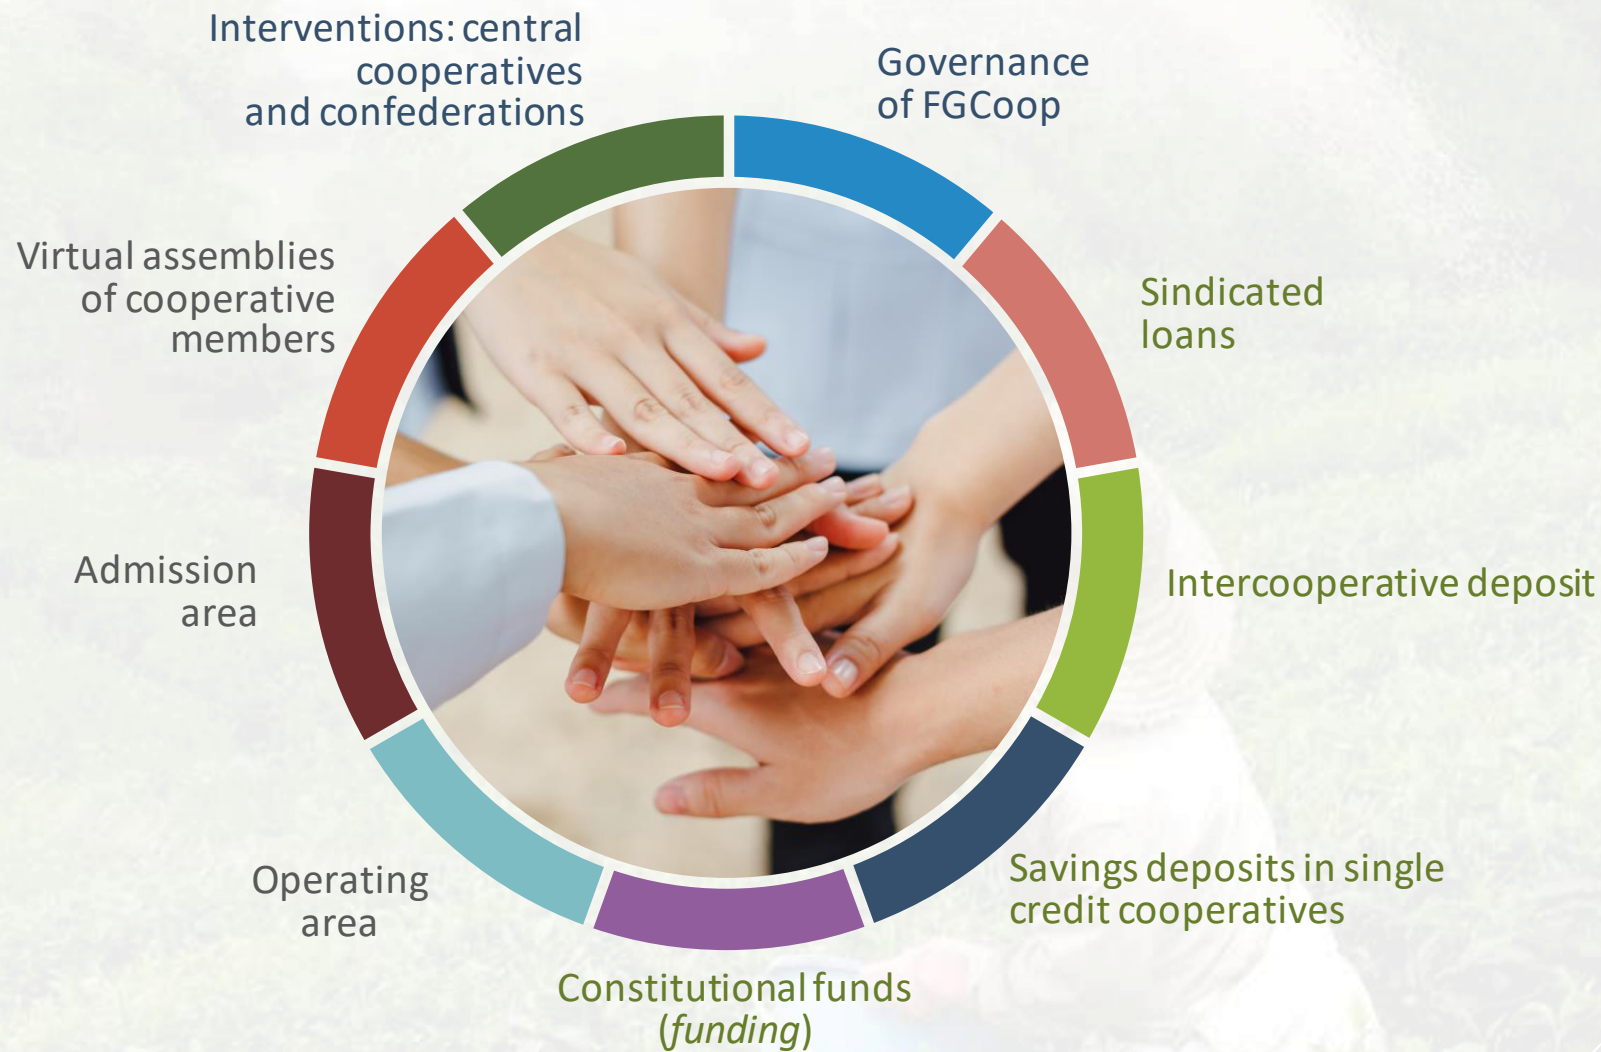 Interventions: central
cooperatives
and confederations
Governance
of FGCoop
Virtual assemblies
of cooperative
members
Sindicated
loans
Admission
area
Intercooperative deposit
Operating
area
Savings deposits in single
credit cooperatives
Constitutional funds
(funding)